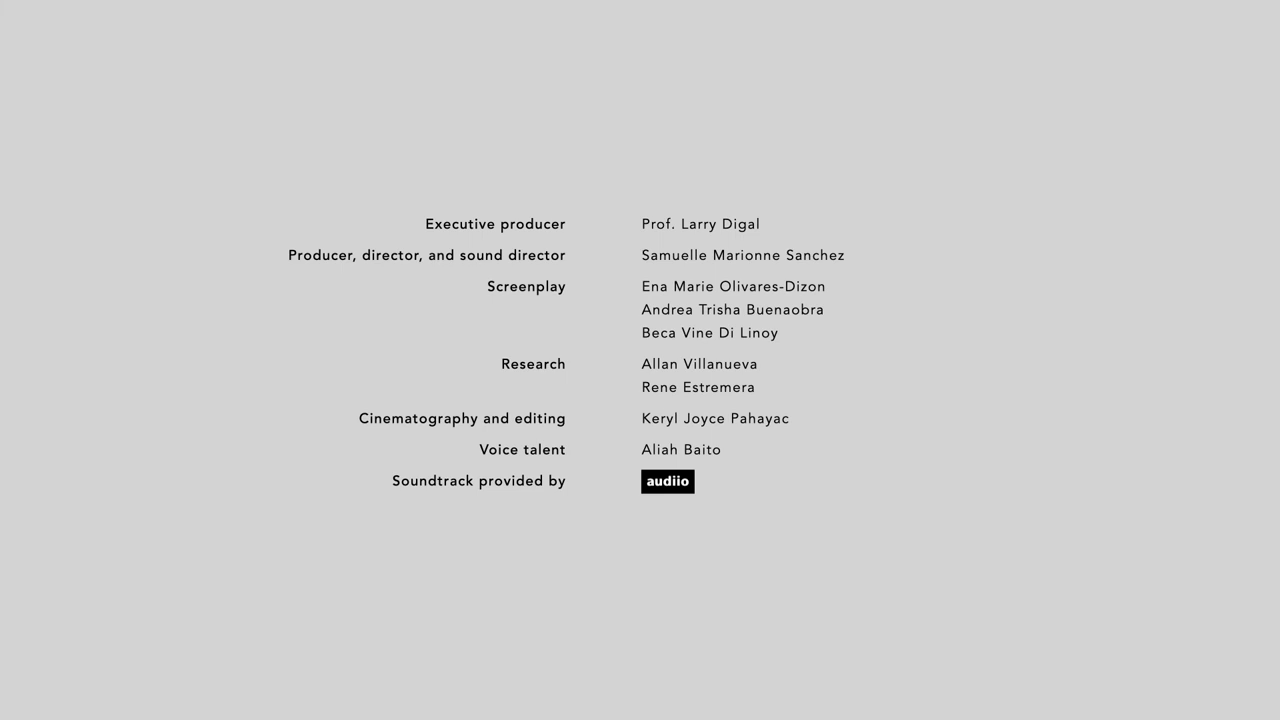 Executive producer Prof. Larry Digal
Producer, director, and sound director Samuelle Marionne Sanchez
Screenplay Ena Marie Olivares-Dizon
Andrea Trisha Buenaobra
Beca Vine Di Linoy
Research Allan Villanueva
Rene Estremera
Cinematography and editing Keryl Joyce Pahayac
Voice talent Aliah Baito
Soundtrack provided by audiio